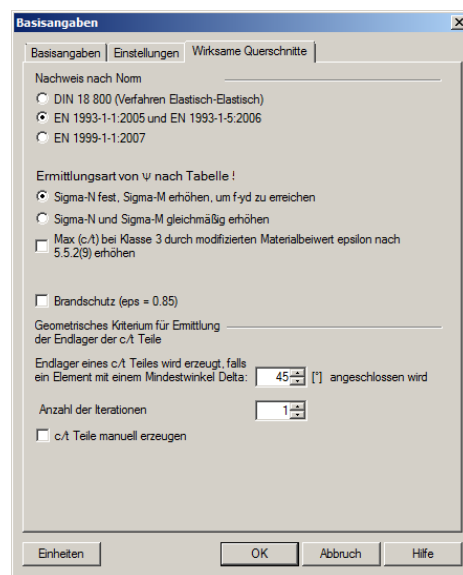 Basisangaben
Basisangaben Einstellungen Wirksame Querschnitte
Nachweis nach Norm
DIN 18 800 (Verfahren Elastisch-Elastisch)
EN 1993-1-1:2005 und EN 1993-1-5:2006
EN 1999-1-1:2007
Ermittlungsart von Ψ nach Tabelle !
Sigma-N fest, Sigma-M erhöhen, um f-yd zu erreichen
Sigma-N und Sigma-M gleichmäßig erhöhen
Max (c/t) bei Klasse 3 durch modifizierten Materialbeiwert epsilon nach
5.5.2(9) erhöhen
Brandschutz (eps = 0.85)
Geometrisches Kriterium für Ermittlung
der Endlager der c/t Teile
Endlager eines c/t Teiles wird erzeugt, falls
ein Element mit einem Mindestwinkel Delta: 45 [°] angeschlossen wird
Anzahl der Iterationen 1
c/t Teile manuell erzeugen
Einheiten OK Abbruch Hilfe